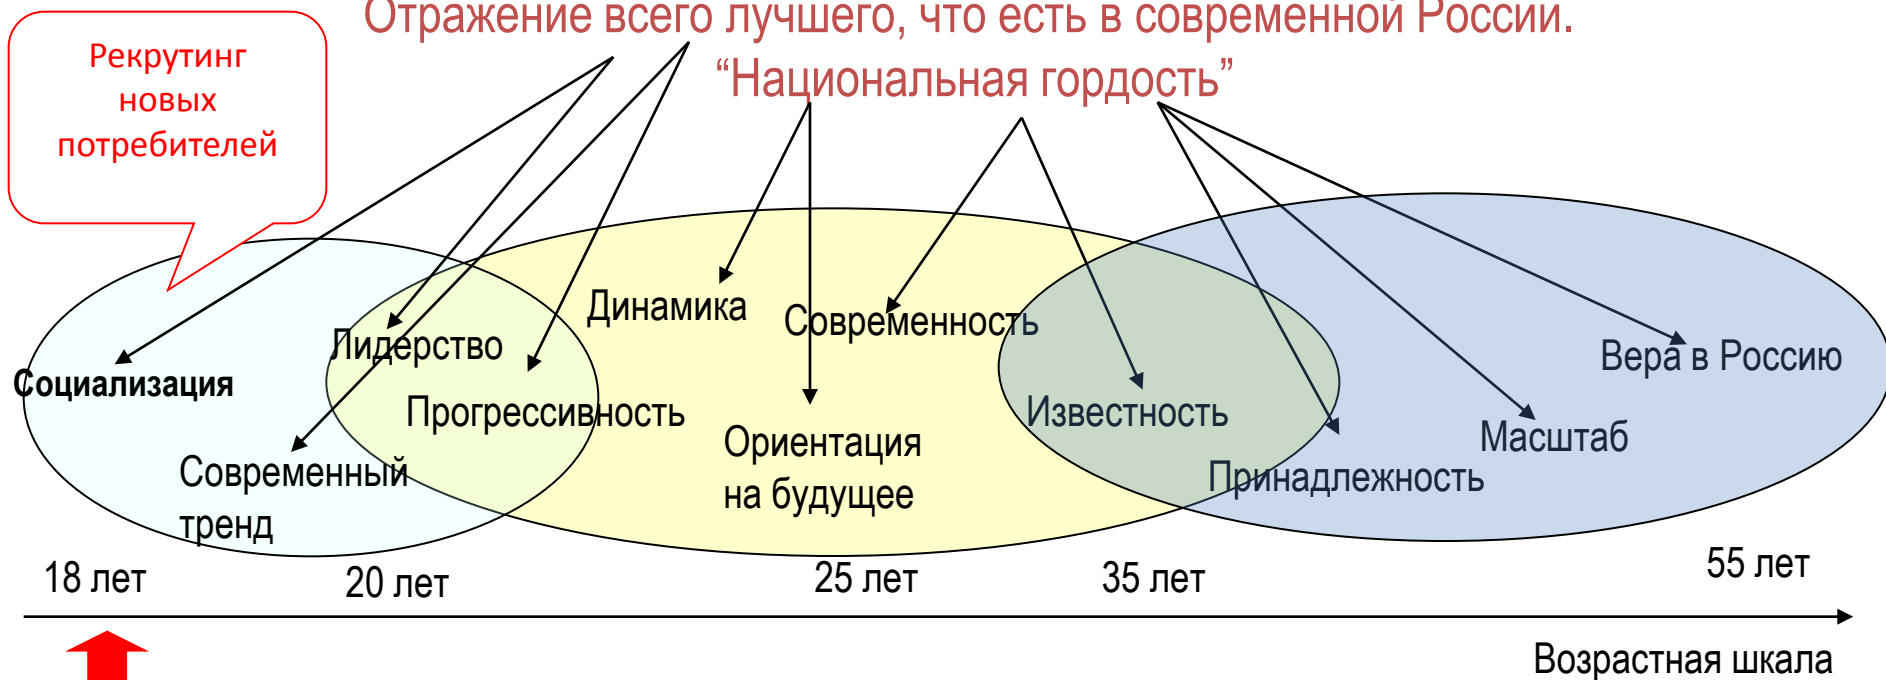 Отражение всего лучшего, что есть в современной России.
“Национальная гордость”
Рекрутинг
новых
потребителей
Динамика
Современность
Лидерство
Вера в Россию
Социализация
Прогрессивность
Известность
Ориентация
на будущее
Масштаб
Современный
тренд
Принадлежность
18 лет
20 лет
25 лет
35 лет
55 лет
Возрастная шкала